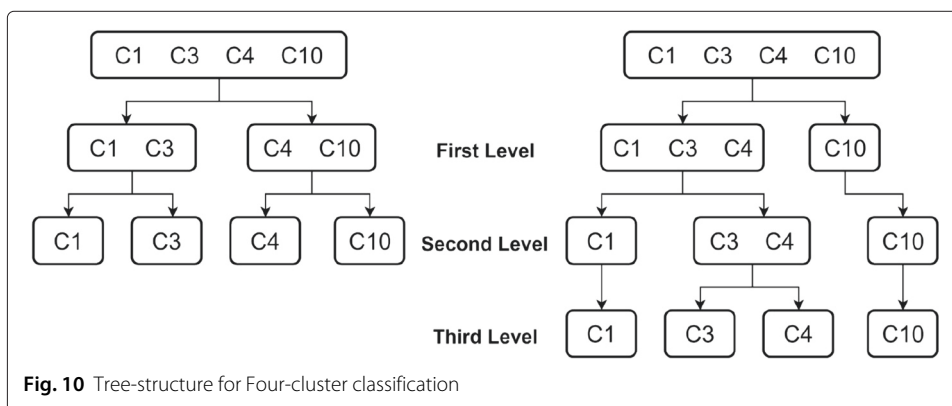 C1 C3 C4 C10
C1 C3 C4 C10
C1 C3
C4 C10
First Level
C1 C3 C4
C10
C1
C3
C4
C10
Second Level
C1
C3 C4
C10
Third Level
C1
C3
C4
C10
Fig. 10 Tree-structure for Four-cluster classification